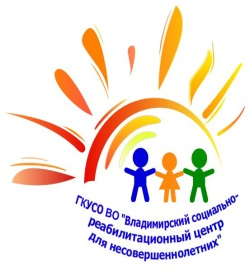 ГКУСО ВО "Владимирский социально-
реабилитационный центр
для несовершеннолетних"